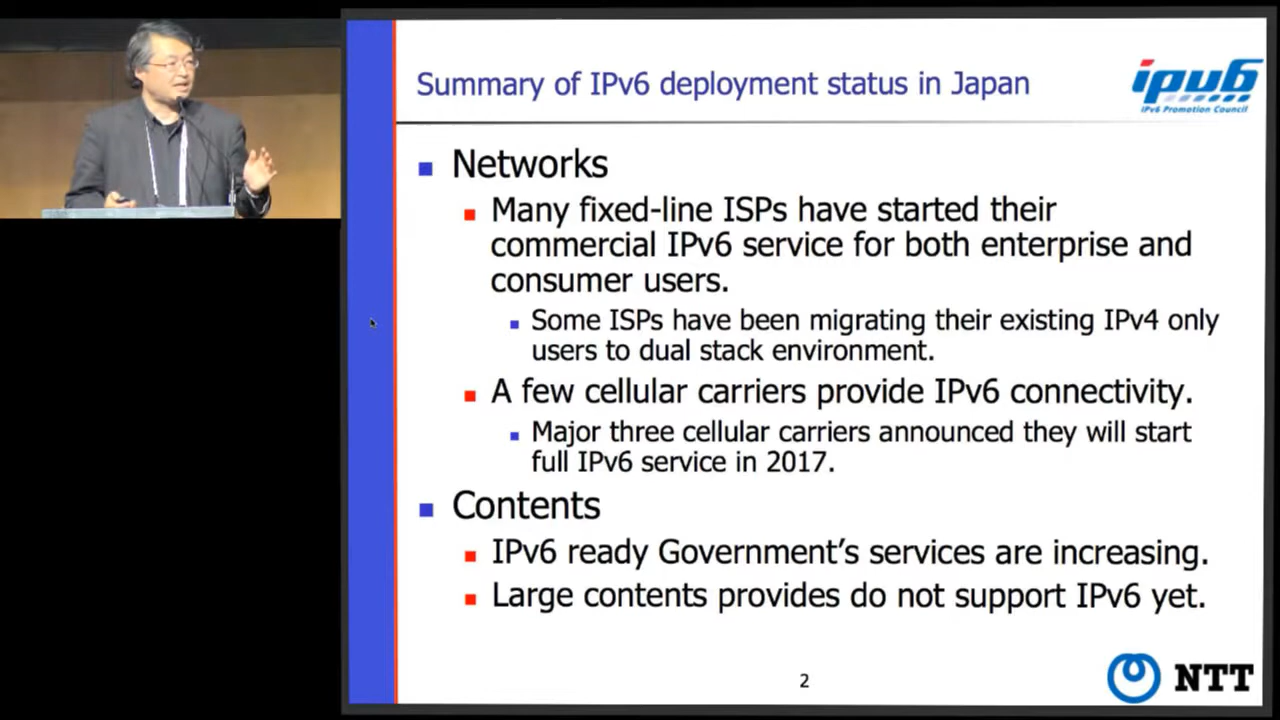 Summary of IPv6 deployment status in Japan
ipv6
IPv6 Promotion Council
Networks
Many fixed-line ISPs have started their
commercial IPv6 service for both enterprise and
consumer users.
Some ISPs have been migrating their existing IPv4 only
users to dual stack environment.
A few cellular carriers provide IPv6 connectivity.
Major three cellular carriers announced they will start
full IPv6 service in 2017.
Contents
IPv6 ready Government's services are increasing.
Large contents provides do not support IPv6 yet.
2
NTT